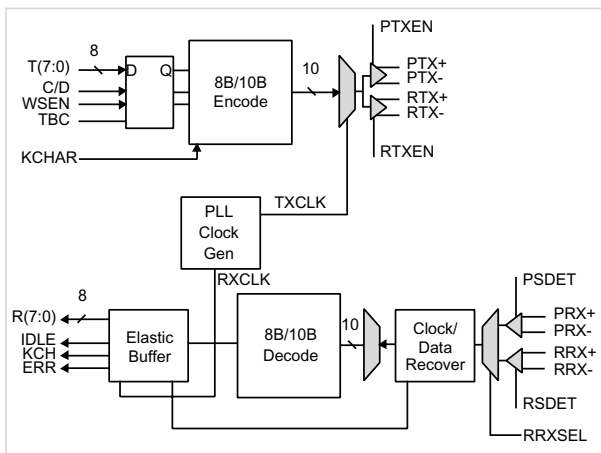 PTXEN
T(7:0)
8
D
Q
8B/10B
Encode
10
PTX+
PTX-
C/D
WSEN
TBC
RTX+
RTX-
KCHAR
RTXEN
TXCLK
PLL
Clock
Gen
RXCLK
PSDET
R(7:0)
8
Elastic
Buffer
8B/10B
Decode
10
Clock/
Data
Recover
PRX+
PRX-
IDLE
KCH
ERR
RRX+
RRX-
RSDET
RRXSEL